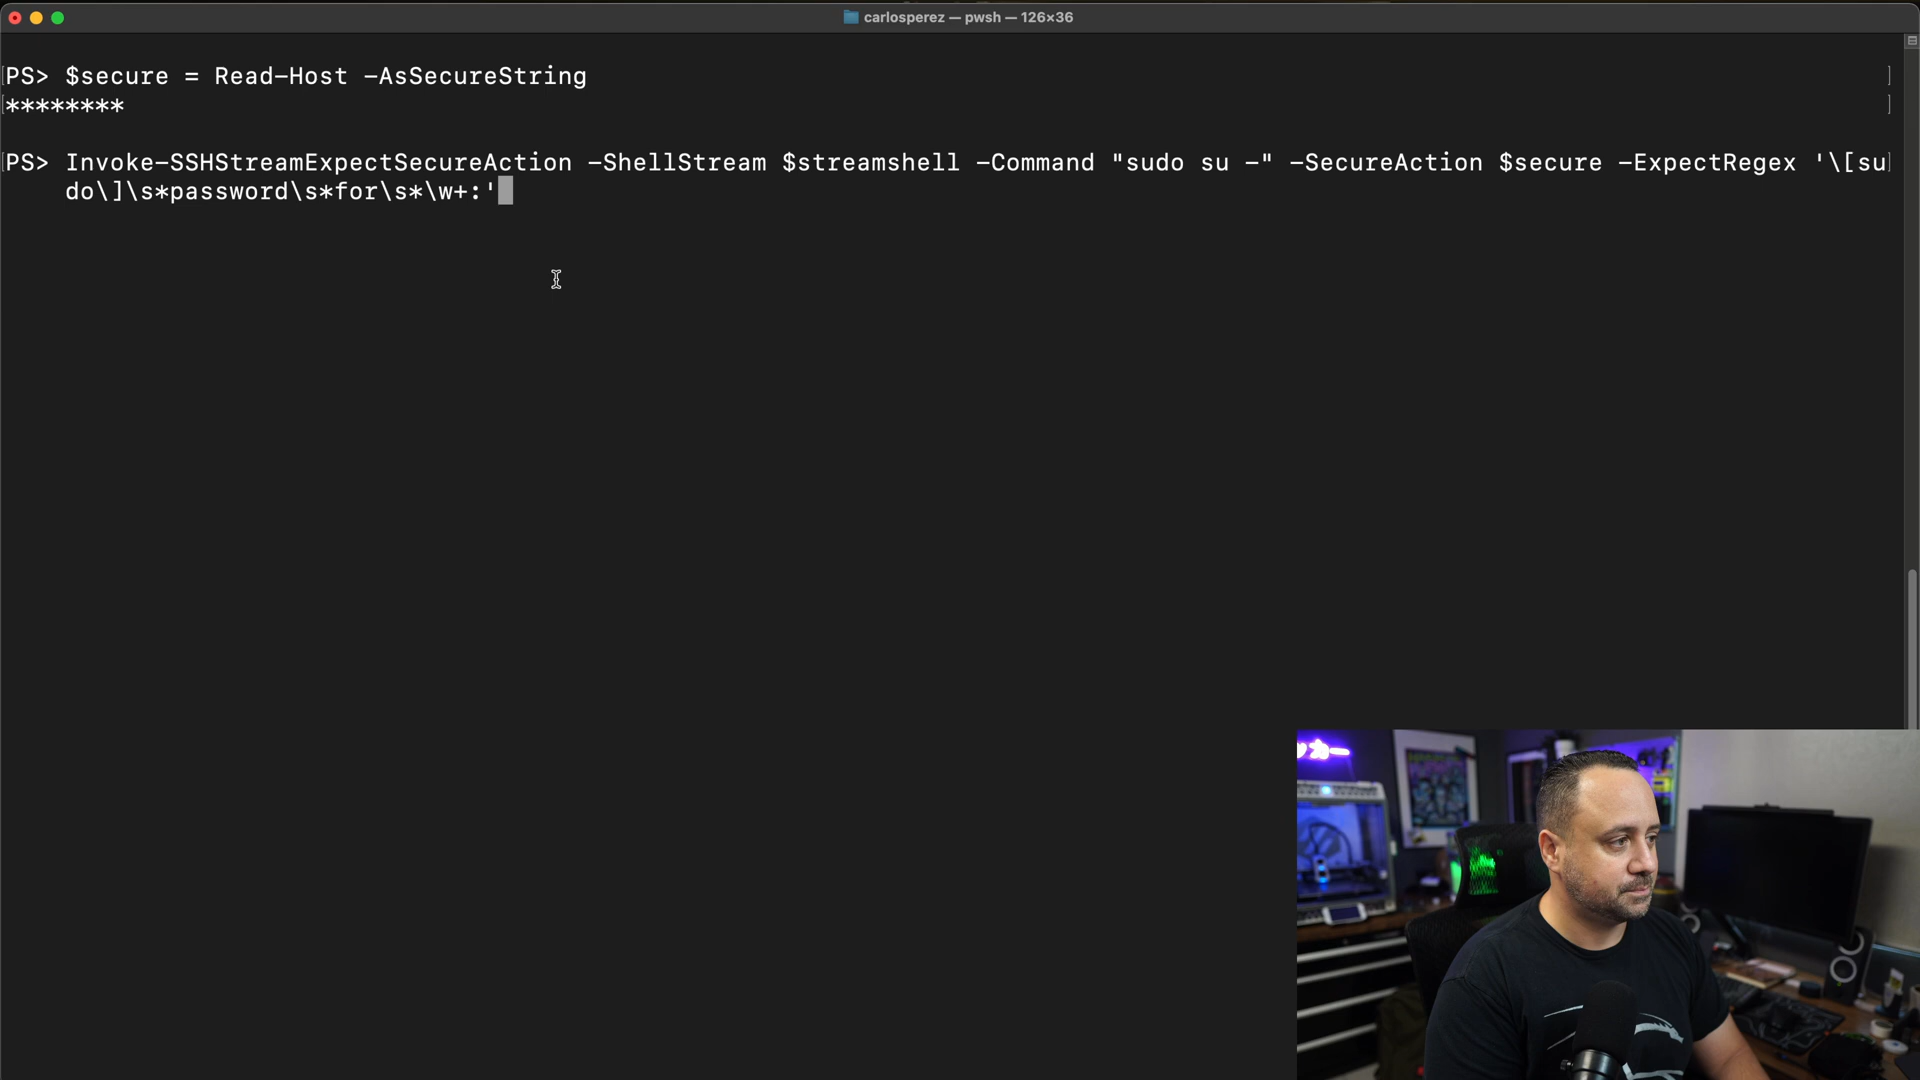 carlosperez — pwsh — 126×36
PS> $secure = Read-Host -AsSecureString
********
PS> Invoke-SSHStreamExpectSecureAction -ShellStream $streamshell -Command "sudo su -" -SecureAction $secure -ExpectRegex '\[su
do\]\s*password\s*for\s*\w+:'